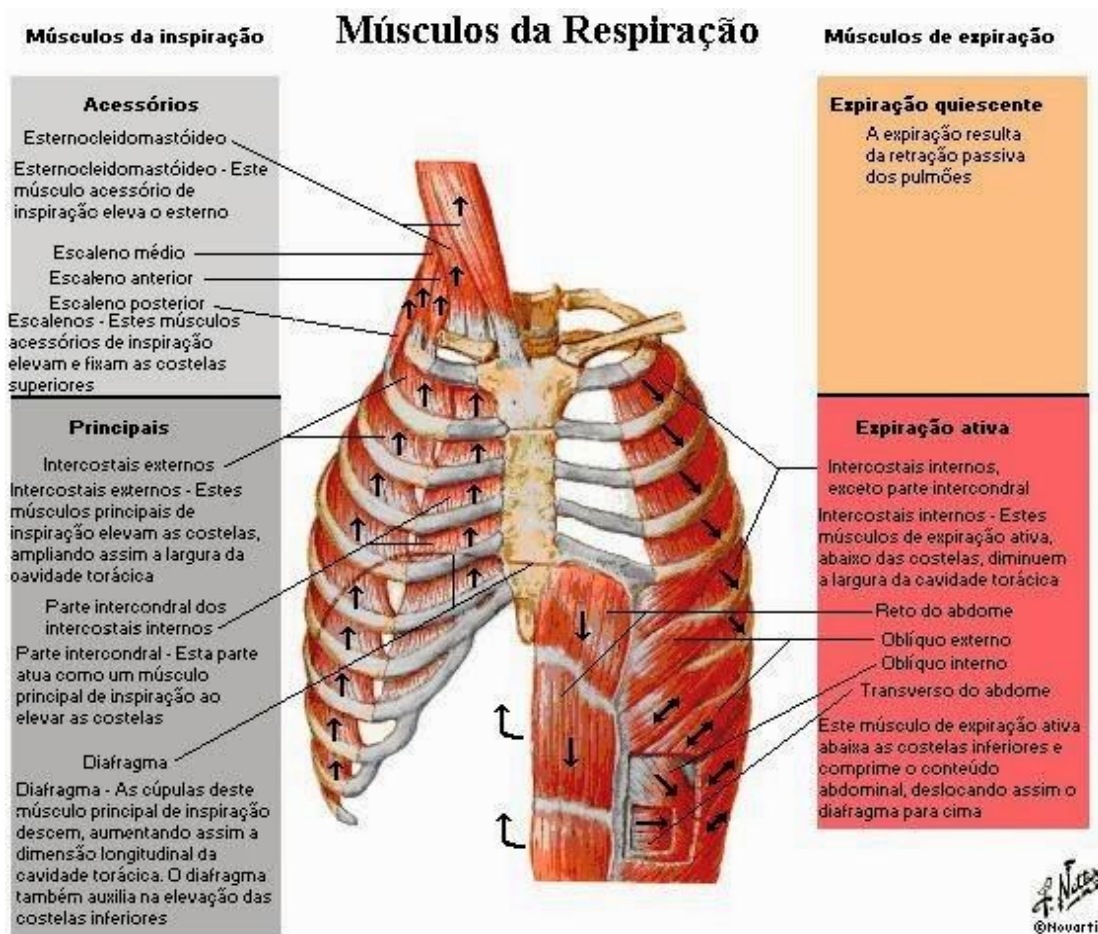 Músculos da Respiração
Músculos da inspiração
Acessórios
Esternocleidomastóideo
Esternocleidomastóideo - Este
músculo acessório de
inspiração eleva o esterno
Escaleno médio
Escaleno anterior
Escaleno posterior
Escalenos - Estes músculos
acessórios de inspiração
elevam e fixam as costelas
superiores
Principais
Intercostais externos
Intercostais externos - Estes
músculos principais de
inspiração elevam as costelas,
ampliando assim a largura da
cavidade torácica
Parte intercondral dos
intercostais internos
Parte intercondral - Esta parte
atua como um músculo
principal de inspiração ao
elevar as costelas
Diafragma
Diafragma - As cúpulas deste
músculo principal de inspiração
descem, aumentando assim a
dimensão longitudinal da
cavidade torácica. O diafragma
também auxilia na elevação das
costelas inferiores
Músculos de expiração
Expiração quiescente
A expiração resulta
da retração passiva
dos pulmões
Expiração ativa
Intercostais internos,
exceto parte intercondral
Intercostais internos - Estes
músculos de expiração ativa,
abaixo das costelas, diminuem
a largura da cavidade torácica
Reto do abdome
Oblíquo externo
Oblíquo interno
Transverso do abdome
Este músculo de expiração ativa
abaixa as costelas inferiores e
comprime o conteúdo
abdominal, deslocando assim o
diafragma para cima
©Novarti